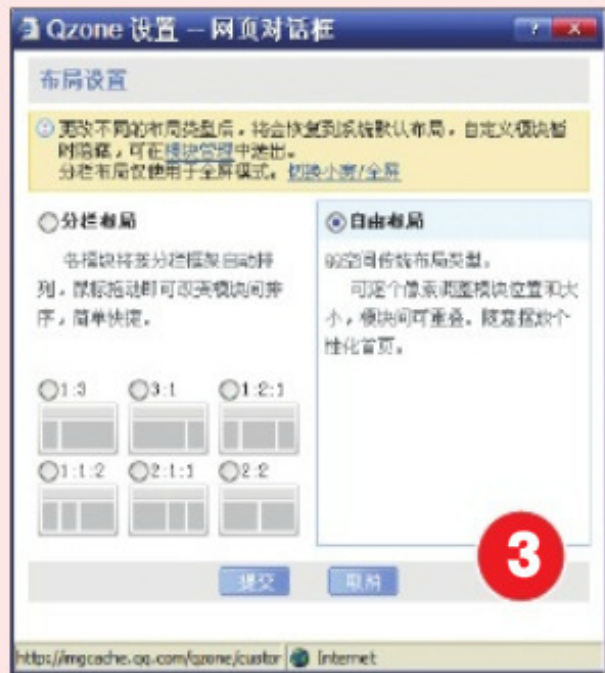 Qzone 设置 -- 网页对话框
布局设置
更改不同的布局类型后，将会恢复到系统默认布局，自定义模块暂
时隐藏，可在模块管理中选出。
分栏布局仅使用于全屏模式。切换小窝/全屏
分栏布局
各模块将按分栏框架自动排
列，鼠标拖动即可改变模块间排
序，简单快捷。
1:3 3:1 1:2:1
1:1:2 2:1:1 2:2
自由布局
QQ空间传统布局类型。
可逐个像素调整模块位置和大
小，模块间可重叠。随意摆放个
性化首页。
3
提交 取消
http://imgcache.qq.com/qzone/custor Internet